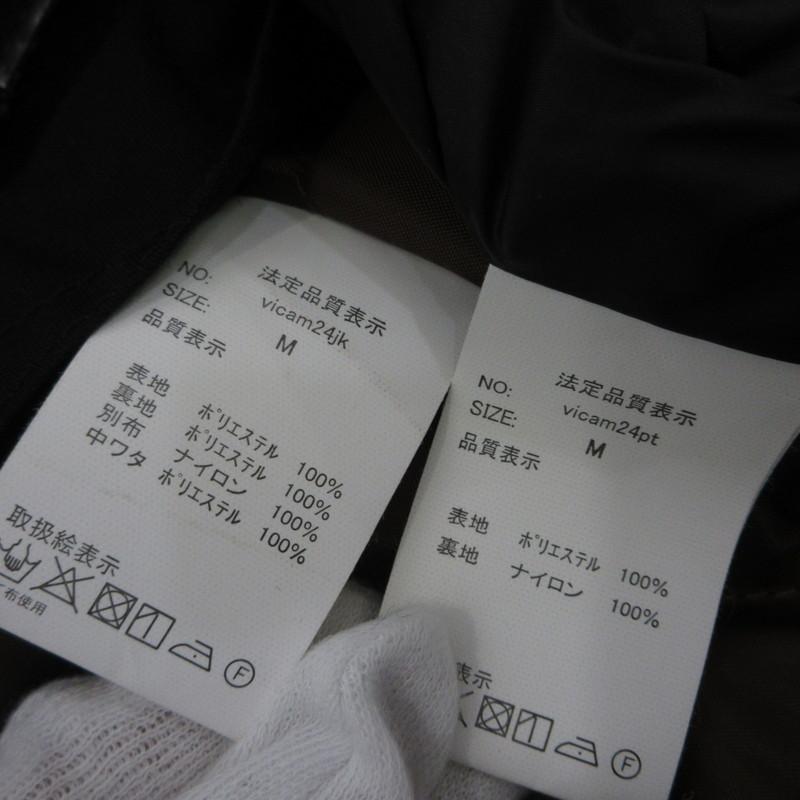 法定品質表示
NO: vicam24jk
SIZE: M
品質表示
表地 ポリエステル 100%
裏地 ポリエステル 100%
別布 ナイロン 100%
中ワタ ポリエステル 100%
取扱絵表示
布使用
F
法定品質表示
NO: vicam24pt
SIZE: M
品質表示
表地 ポリエステル 100%
裏地 ナイロン 100%
表示
F